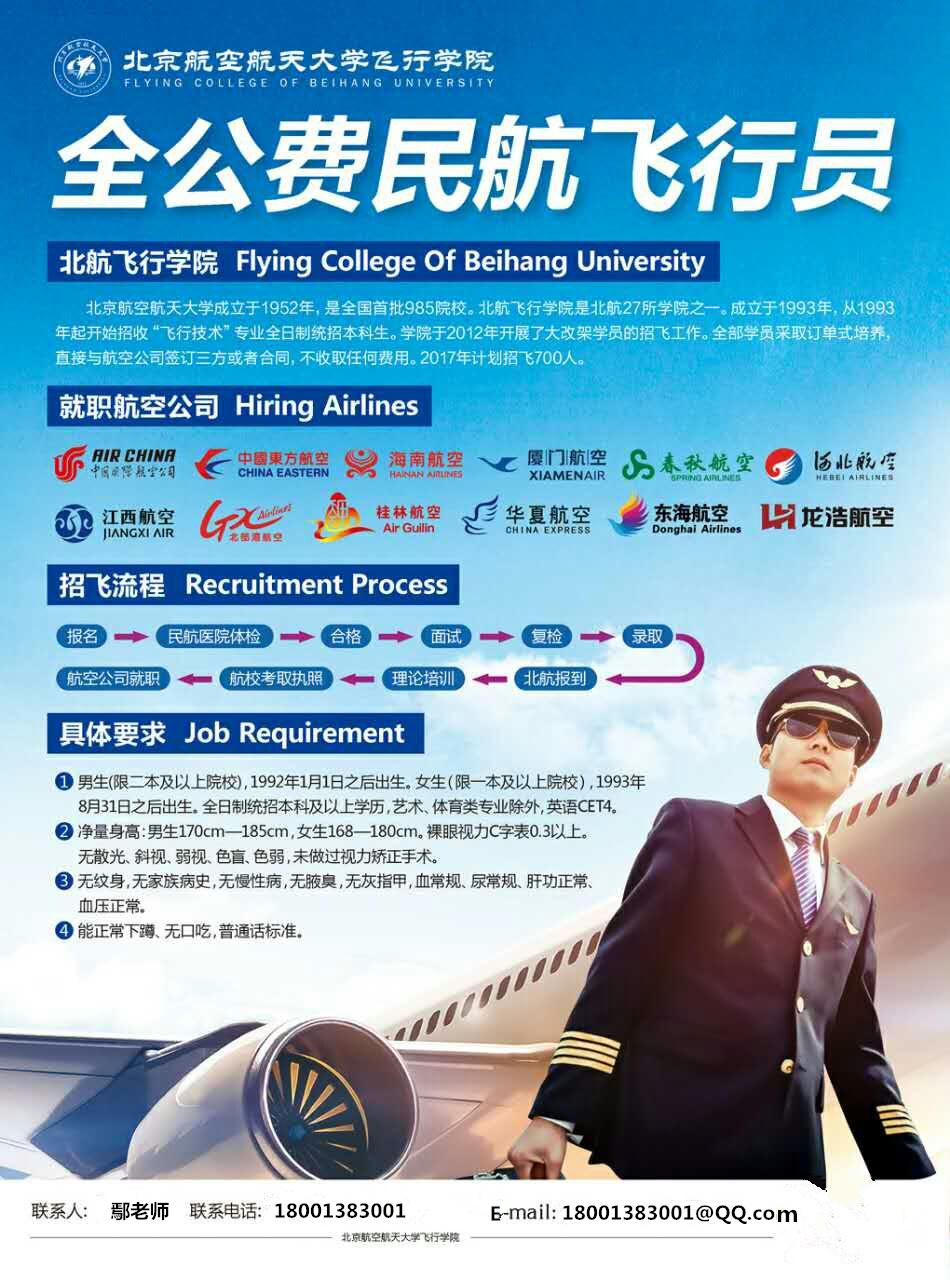 北京航空航天大学飞行学院
FLYING COLLEGE OF BEIHANG UNIVERSITY
全公费民航飞行员
北航飞行学院 Flying College Of Beihang University
北京航空航天大学成立于1952年，是全国首批985院校。北航飞行学院是北航27所学院之一。成立于1993年，从1993
年起开始招收“飞行技术”专业全日制统招本科生。学院于2012年开展了大改架学员的招飞工作。全部学员采取订单式培养，
直接与航空公司签订三方或者合同，不收取任何费用。2017年计划招飞700人。
就职航空公司 Hiring Airlines
AIR CHINA
中国国际航空公司
中國東方航空
CHINA EASTERN
海南航空
HAINAN AIRLINES
厦门航空
XIAMENAIR
春秋航空
SPRING AIRLINES
河北航空
HEBEI AIRLINES
江西航空
JIANGXI AIR
GX Airlines
北部湾航空
桂林航空
Air Guilin
华夏航空
CHINA EXPRESS
东海航空
Donghai Airlines
龙浩航空
招飞流程 Recruitment Process
报名 民航医院体检 合格 面试 复检 录取
航空公司就职 航校考取执照 理论培训 北航报到
具体要求 Job Requirement
1 男生(限二本及以上院校)，1992年1月1日之后出生。女生(限一本及以上院校)，1993年
8月31日之后出生。全日制统招本科及以上学历，艺术、体育类专业除外，英语CET4。
2 净量身高：男生170cm—185cm，女生168—180cm。裸眼视力C字表0.3以上。
无散光、斜视、弱视、色盲、色弱，未做过视力矫正手术。
3 无纹身，无家族病史，无慢性病，无腋臭，无灰指甲，血常规、尿常规、肝功正常、
血压正常。
4 能正常下蹲、无口吃，普通话标准。
联系人： 鄢老师 联系电话：18001383001 E-mail: 18001383001@QQ.com
北京航空航天大学飞行学院